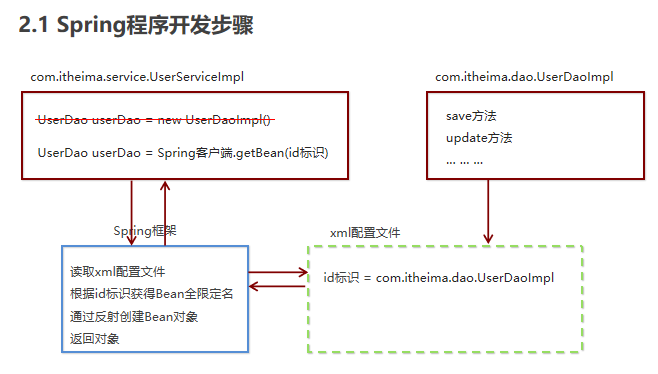 2.1 Spring程序开发步骤
com.itheima.service.UserServiceImpl
com.itheima.dao.UserDaoImpl
UserDao userDao = new UserDaoImpl()
UserDao userDao = Spring客户端.getBean(id标识)
save方法
update方法
... ... ...
Spring框架
xml配置文件
读取xml配置文件
根据id标识获得Bean全限定名
通过反射创建Bean对象
返回对象
id标识 = com.itheima.dao.UserDaoImpl